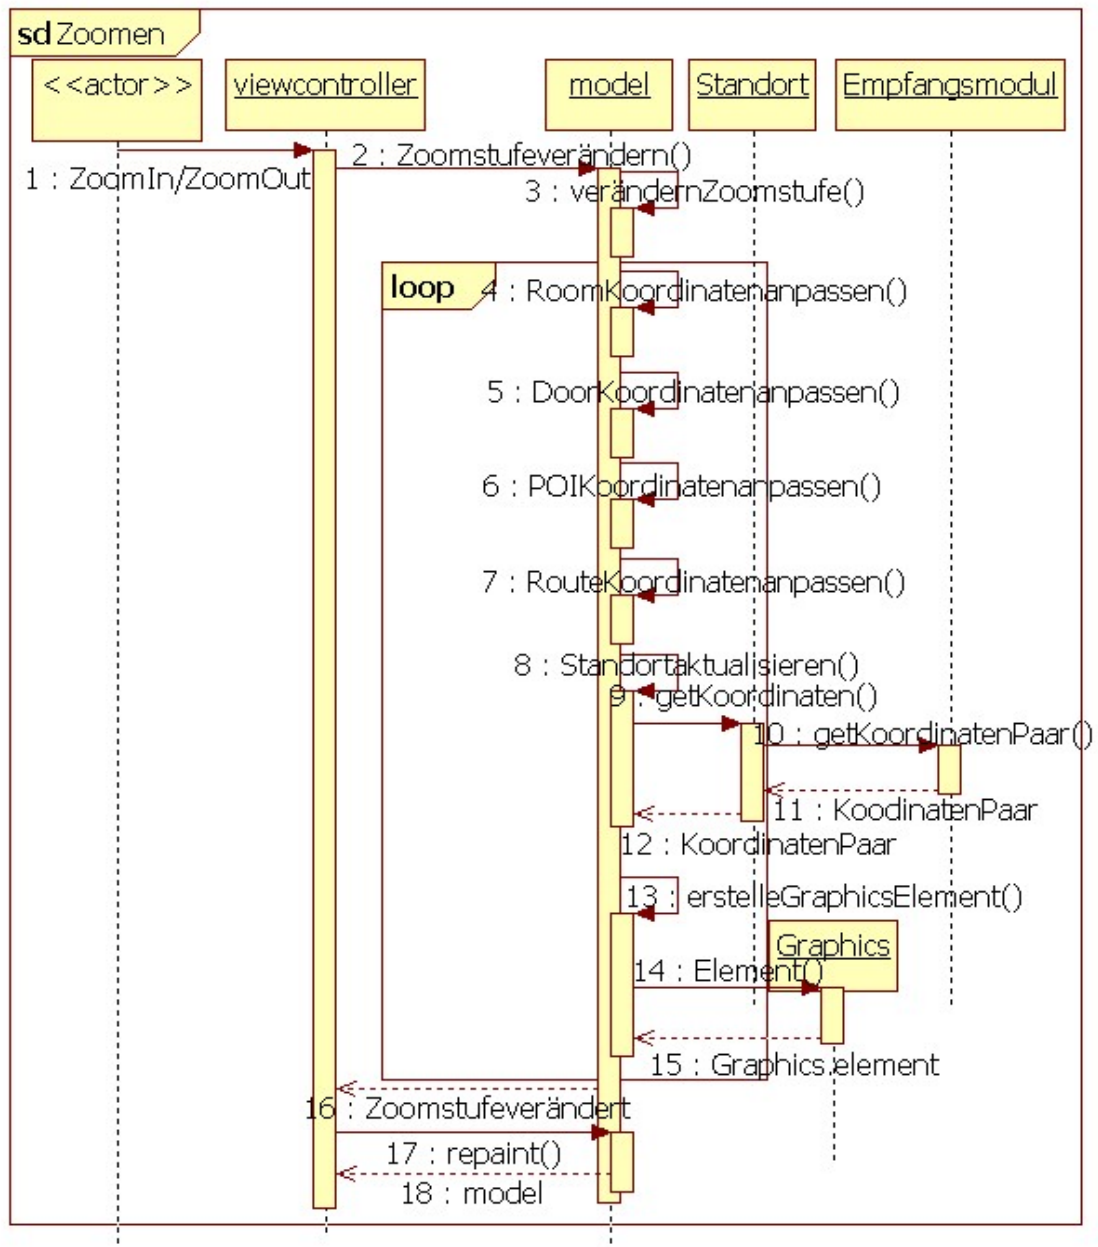 sd Zoomen
<<actor>>
viewcontroller
model
Standort
Empfangsmodul
1 : ZoomIn/ZoomOut
2 : Zoomstufeverändern()
3 : verändernZoomstufe()
loop
4 : RoomKoordinatenanpassen()
5 : DoorKoordinatenanpassen()
6 : POIKoordinatenanpassen()
7 : RouteKoordinatenanpassen()
8 : Standortaktualisieren()
9 : getKoordinaten()
10 : getKoordinatenPaar()
11 : KoodinatenPaar
12 : KoordinatenPaar
13 : erstelleGraphicsElement()
Graphics
14 : Element()
15 : Graphics.element
16 : Zoomstufeverändert
17 : repaint()
18 : model